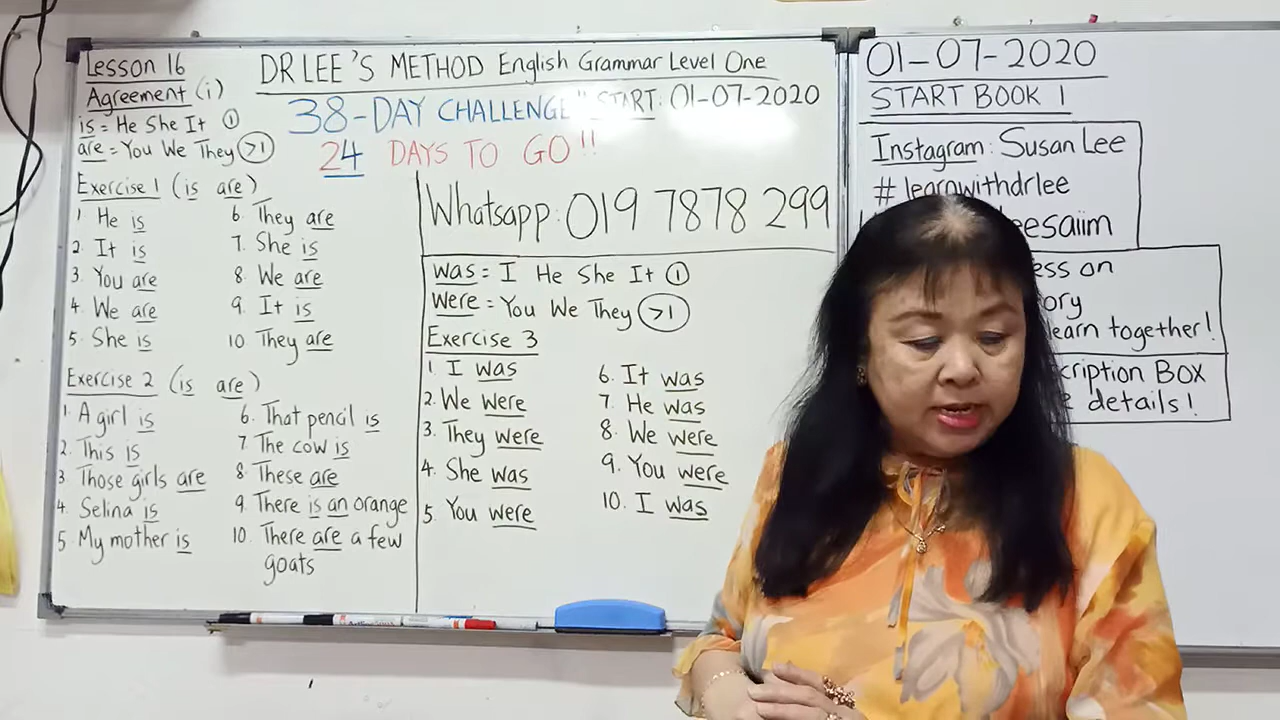 Lesson 16
Agreement (i)
is = He She It ①
are = You We They >1
DR LEE'S METHOD English Grammar Level One
38-DAY CHALLENGE" START: 01-07-2020
24 DAYS TO GO!!
Exercise 1 (is are)
1. He is
2. It is
3. You are
4. We are
5. She is
6. They are
7. She is
8. We are
9. It is
10 They are
Exercise 2 (is are)
1. A girl is
2. This is
3. Those girls are
4. Selina is
5. My mother is
6. That pencil is
7. The cow is
8. These are
9. There is an orange
10. There are a few
goats
Whatsapp: 019 7878 299
was = I He She It ①
were = You We They >1
Exercise 3
1. I was
2. We were
3. They were
4. She was
5. You were
6. It was
7. He was
8. We were
9. You were
10. I was
01-07-2020
START BOOK 1
Instagram: Susan Lee
# learnwithdrlee
on
learn together!
Box
details!